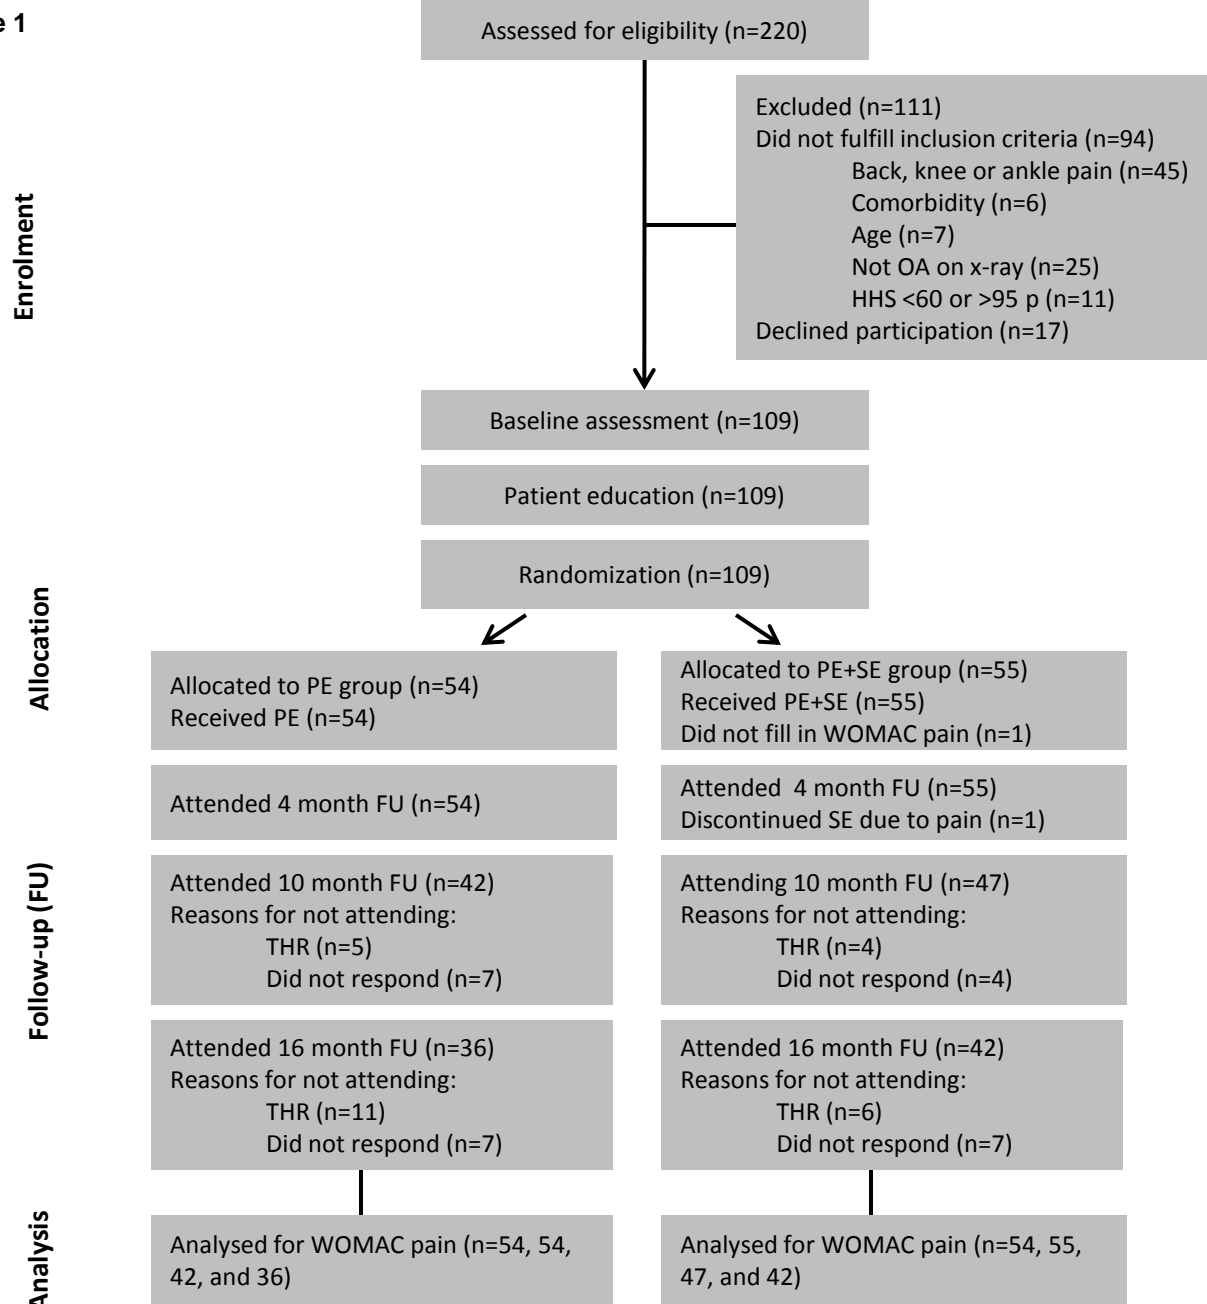 e 1
Assessed for eligibility (n=220)
Excluded (n=111)
Did not fulfill inclusion criteria (n=94)
Back, knee or ankle pain (n=45)
Comorbidity (n=6)
Age (n=7)
Not OA on x-ray (n=25)
HHS <60 or >95 p (n=11)
Declined participation (n=17)
Enrolment
Baseline assessment (n=109)
Patient education (n=109)
Randomization (n=109)
Allocation
Allocated to PE group (n=54)
Received PE (n=54)
Allocated to PE+SE group (n=55)
Received PE+SE (n=55)
Did not fill in WOMAC pain (n=1)
Follow-up (FU)
Attended 4 month FU (n=54)
Attended  4 month FU (n=55)
Discontinued SE due to pain (n=1)
Attended 10 month FU (n=42)
Reasons for not attending:
THR (n=5)
Did not respond (n=7)
Attending 10 month FU (n=47)
Reasons for not attending:
THR (n=4)
Did not respond (n=4)
Attended 16 month FU (n=36)
Reasons for not attending:
THR (n=11)
Did not respond (n=7)
Attended 16 month FU (n=42)
Reasons for not attending:
THR (n=6)
Did not respond (n=7)
Analysis
Analysed for WOMAC pain (n=54, 54,
42, and 36)
Analysed for WOMAC pain (n=54, 55,
47, and 42)